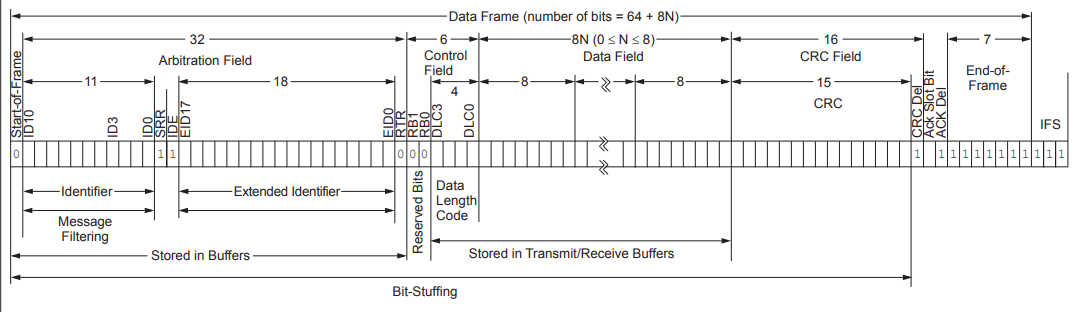 Data Frame (number of bits = 64 + 8N)
32
6
8N (0 ≤ N ≤ 8)
16
7
Arbitration Field
Control
Field
Data Field
CRC Field
End-of-
Frame
11
18
4
8
8
15
CRC
Start-of-Frame
ID10
ID3
ID0
SRR
IDE
EID17
EID0
RTR
RB1
RB0
DLC3
DLC0
CRC Del
Ack Slot Bit
ACK Del
IFS
0 1 1 0 0 0 1 1 1 1 1 1 1 1 1 1 1 1
Identifier
Extended Identifier
Reserved Bits
Data
Length
Code
Message
Filtering
Stored in Buffers
Stored in Transmit/Receive Buffers
Bit-Stuffing